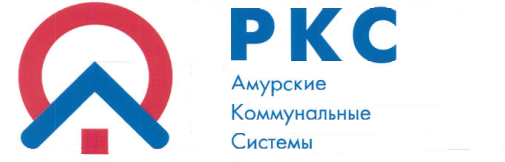 РКС
Амурские
Коммунальные
Системы